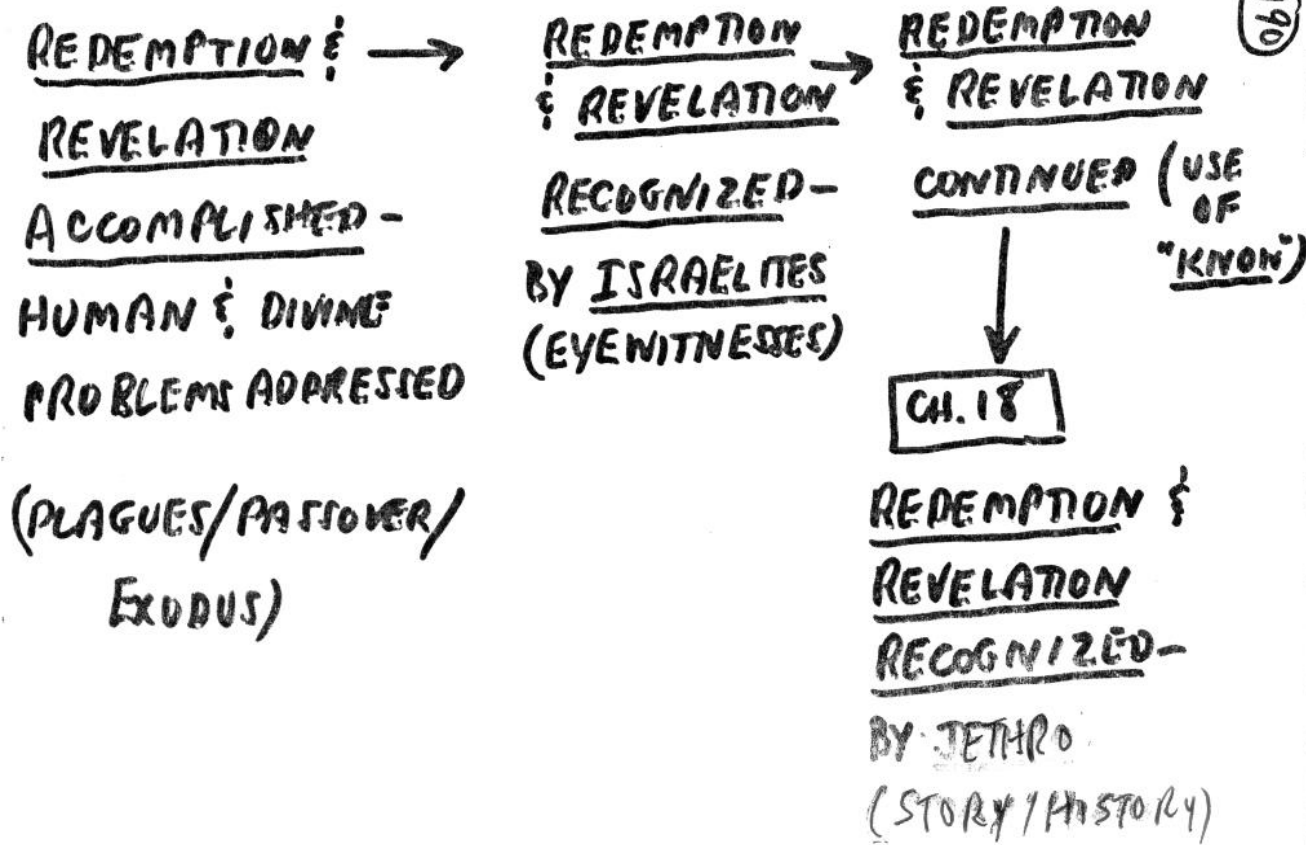 190
REDEMPTION & →
REVELATION
ACCOMPLISHED -
HUMAN & DIVINE
PROBLEMS ADDRESSED
(PLAGUES/PASSOVER/
EXODUS)
REDEMPTION →
& REVELATION
RECOGNIZED -
BY ISRAELITES
(EYEWITNESSES)
REDEMPTION
& REVELATION
CONTINUED (USE
OF
"KNOW")
CH. 18
REDEMPTION &
REVELATION
RECOGNIZED -
BY JETHRO
(STORY/HISTORY)